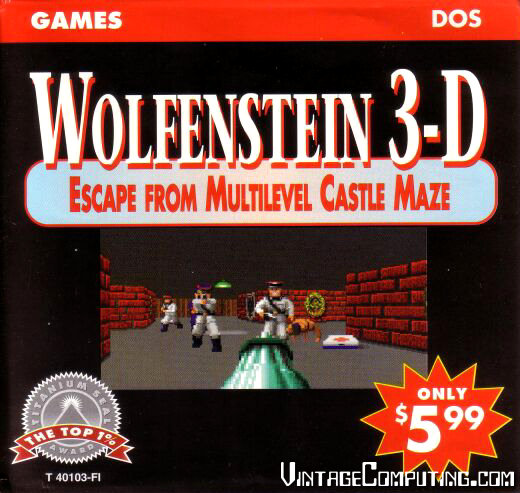 GAMES DOS
WOLFENSTEIN 3-D
ESCAPE FROM MULTILEVEL CASTLE MAZE
ONLY
$5.99
TITANIUM SEAL
THE TOP 1%
AWARD
T 40103-FI
VINTAGECOMPUTING.COM